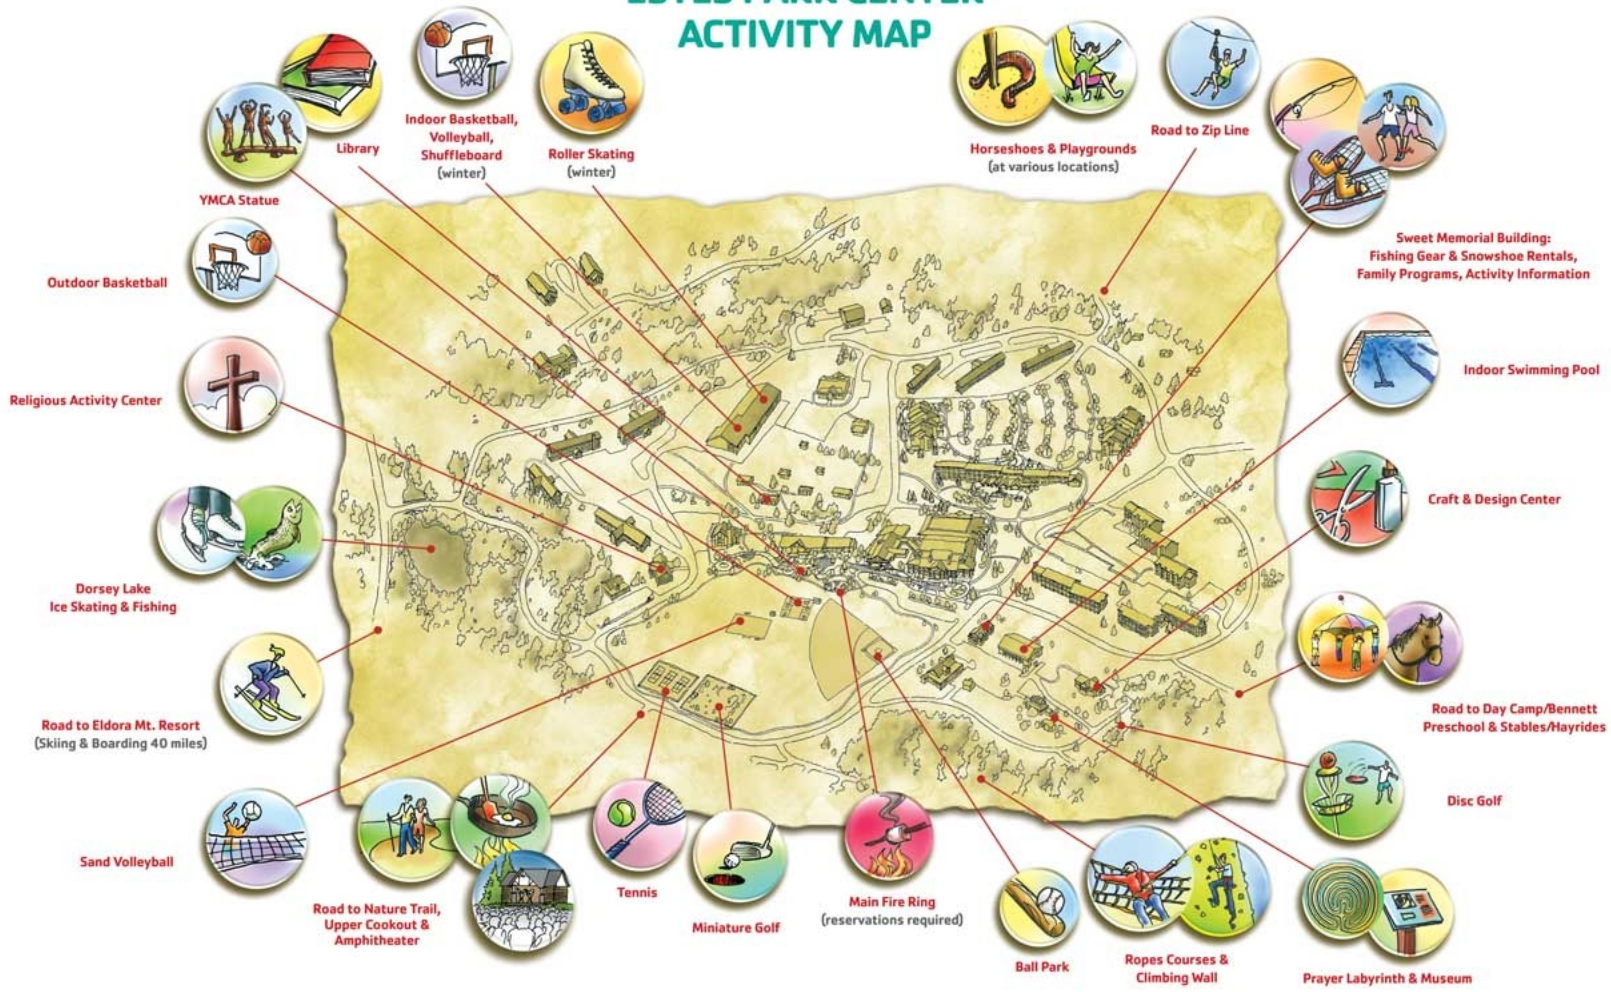 ESTES PARK CENTER
ACTIVITY MAP
Library
Indoor Basketball,
Volleyball,
Shuffleboard
(winter)
Roller Skating
(winter)
Horseshoes & Playgrounds
(at various locations)
Road to Zip Line
YMCA Statue
Sweet Memorial Building:
Fishing Gear & Snowshoe Rentals,
Family Programs, Activity Information
Outdoor Basketball
Indoor Swimming Pool
Religious Activity Center
Craft & Design Center
Dorsey Lake
Ice Skating & Fishing
Road to Eldora Mt. Resort
(Skiing & Boarding 40 miles)
Road to Day Camp/Bennett
Preschool & Stables/Hayrides
Disc Golf
Sand Volleyball
Road to Nature Trail,
Upper Cookout &
Amphitheater
Tennis
Miniature Golf
Main Fire Ring
(reservations required)
Ball Park
Ropes Courses &
Climbing Wall
Prayer Labyrinth & Museum